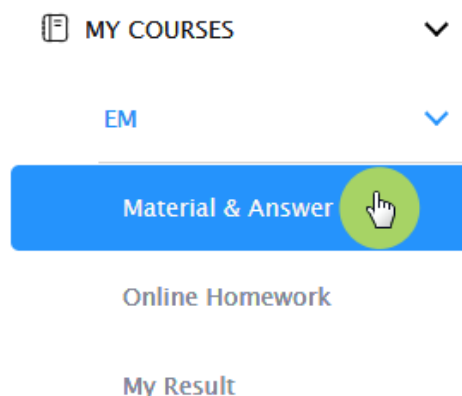 MY COURSES
EM
Material & Answer
Online Homework
My Result